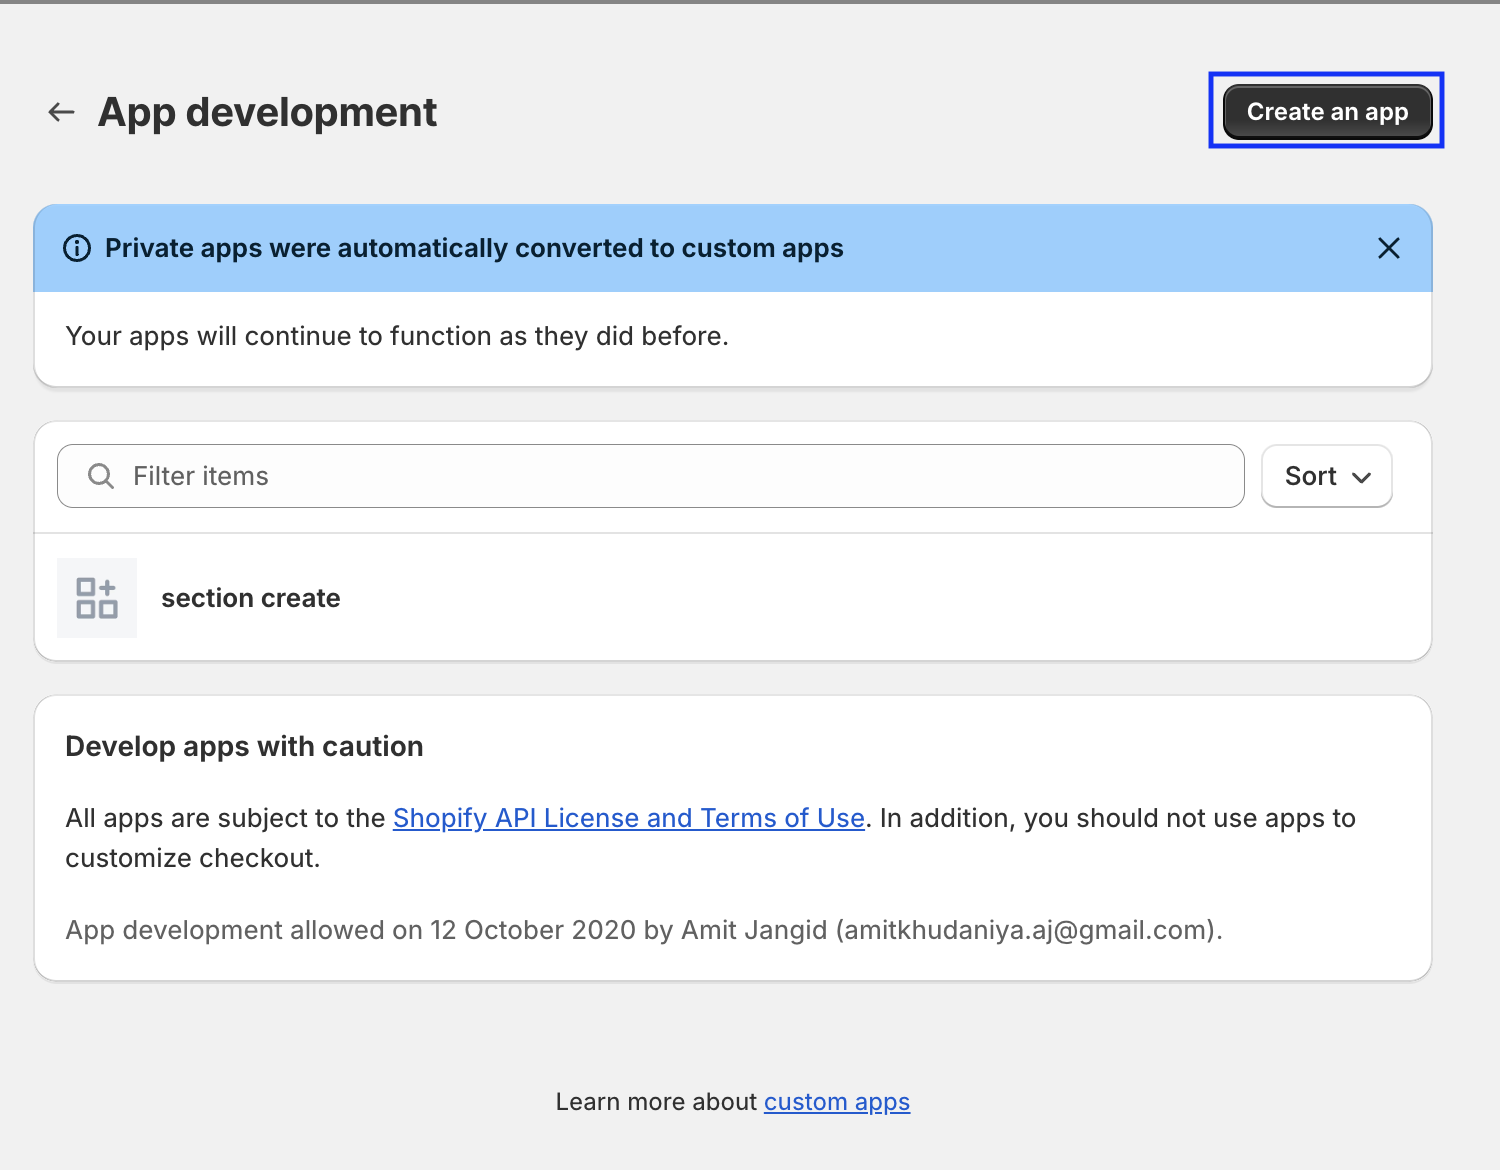 App development
Create an app
Private apps were automatically converted to custom apps
Your apps will continue to function as they did before.
Filter items
Sort
section create
Develop apps with caution
All apps are subject to the Shopify API License and Terms of Use. In addition, you should not use apps to
customize checkout.
App development allowed on 12 October 2020 by Amit Jangid (amitkhudaniya.aj@gmail.com).
Learn more about custom apps